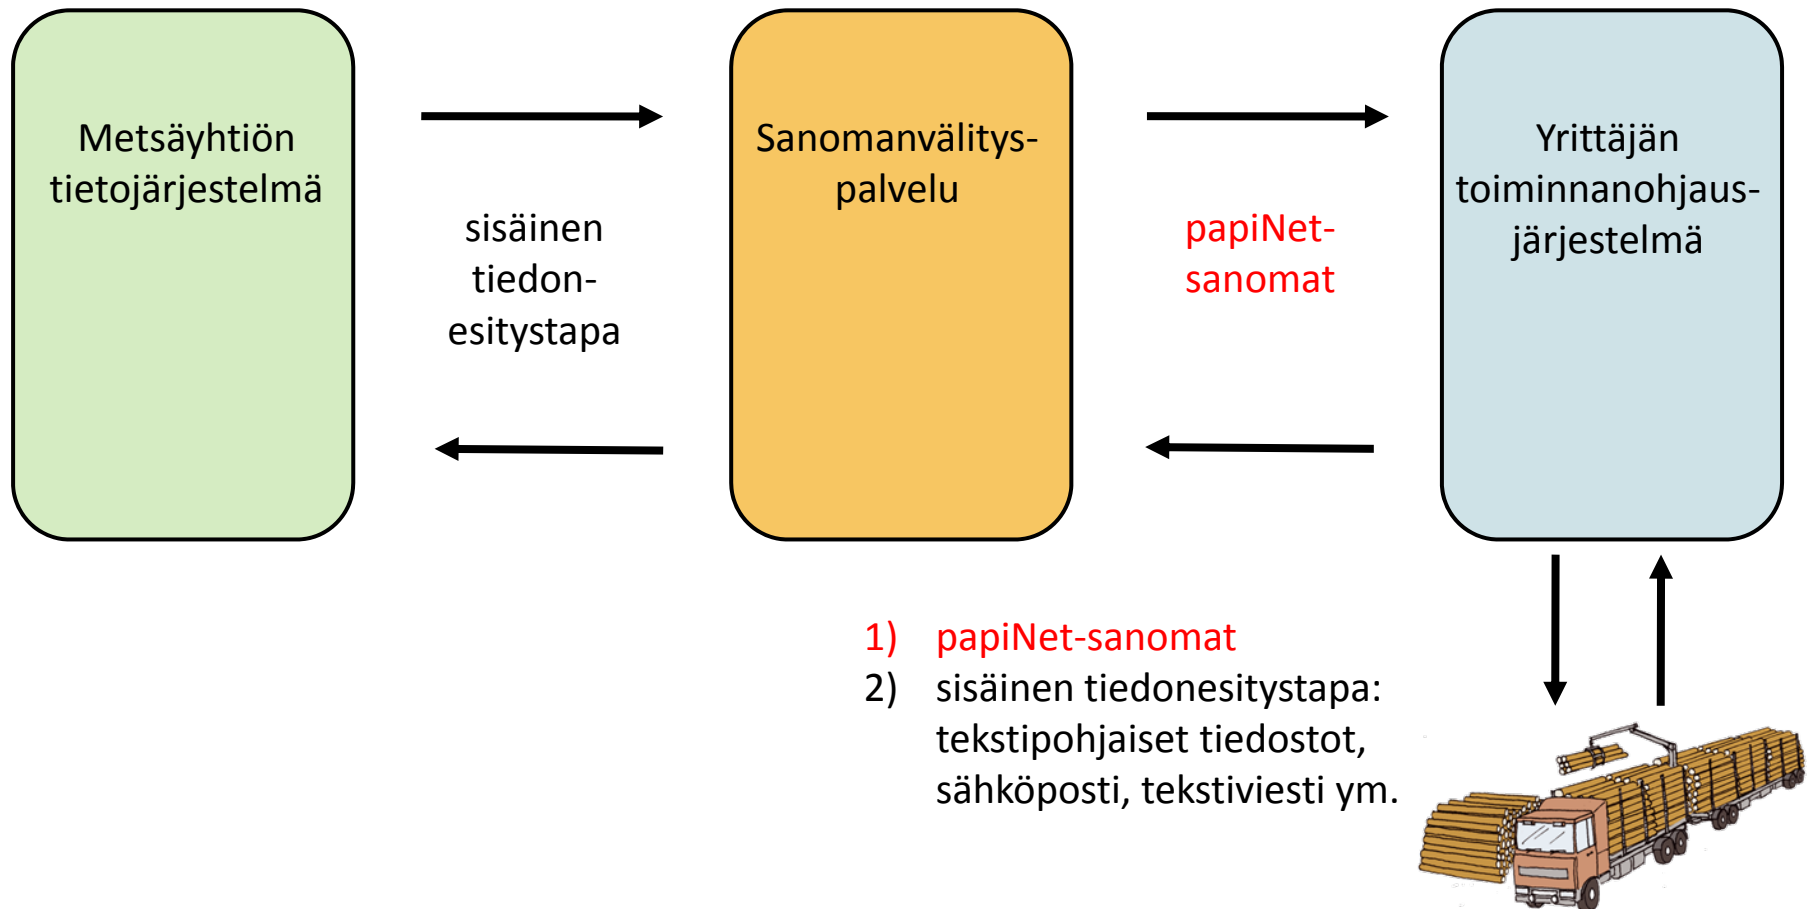 Metsäyhtiön
tietojärjestelmä
sisäinen
tiedon-
esitystapa
Sanomanvälitys-
palvelu
papiNet-
sanomat
Yrittäjän
toiminnanohjaus-
järjestelmä
1) papiNet-sanomat
2) sisäinen tiedonesitystapa:
tekstipohjaiset tiedostot,
sähköposti, tekstiviesti ym.